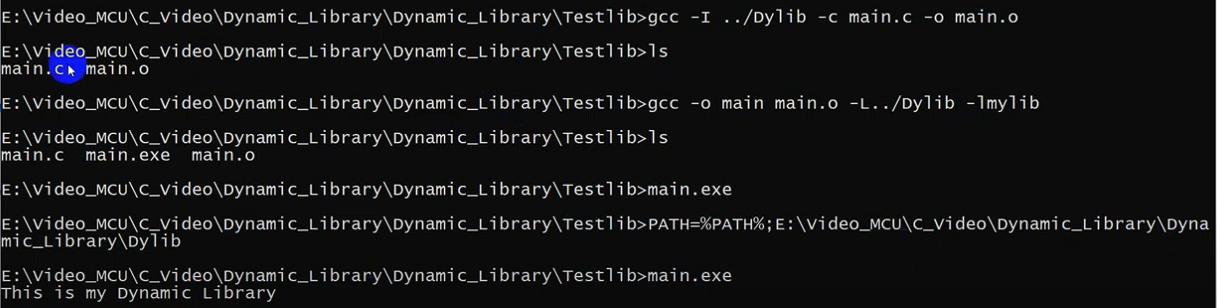 E:\Video_MCU\C_Video\Dynamic_Library\Dynamic_Library\Testlib>gcc -I ../Dylib -c main.c -o main.o
E:\Video_MCU\C_Video\Dynamic_Library\Dynamic_Library\Testlib>ls
main.c  main.o
E:\Video_MCU\C_Video\Dynamic_Library\Dynamic_Library\Testlib>gcc -o main main.o -L../Dylib -lmylib
E:\Video_MCU\C_Video\Dynamic_Library\Dynamic_Library\Testlib>ls
main.c  main.exe  main.o
E:\Video_MCU\C_Video\Dynamic_Library\Dynamic_Library\Testlib>main.exe
E:\Video_MCU\C_Video\Dynamic_Library\Dynamic_Library\Testlib>PATH=%PATH%;E:\Video_MCU\C_Video\Dynamic_Library\Dyna
mic_Library\Dylib
E:\Video_MCU\C_Video\Dynamic_Library\Dynamic_Library\Testlib>main.exe
This is my Dynamic Library